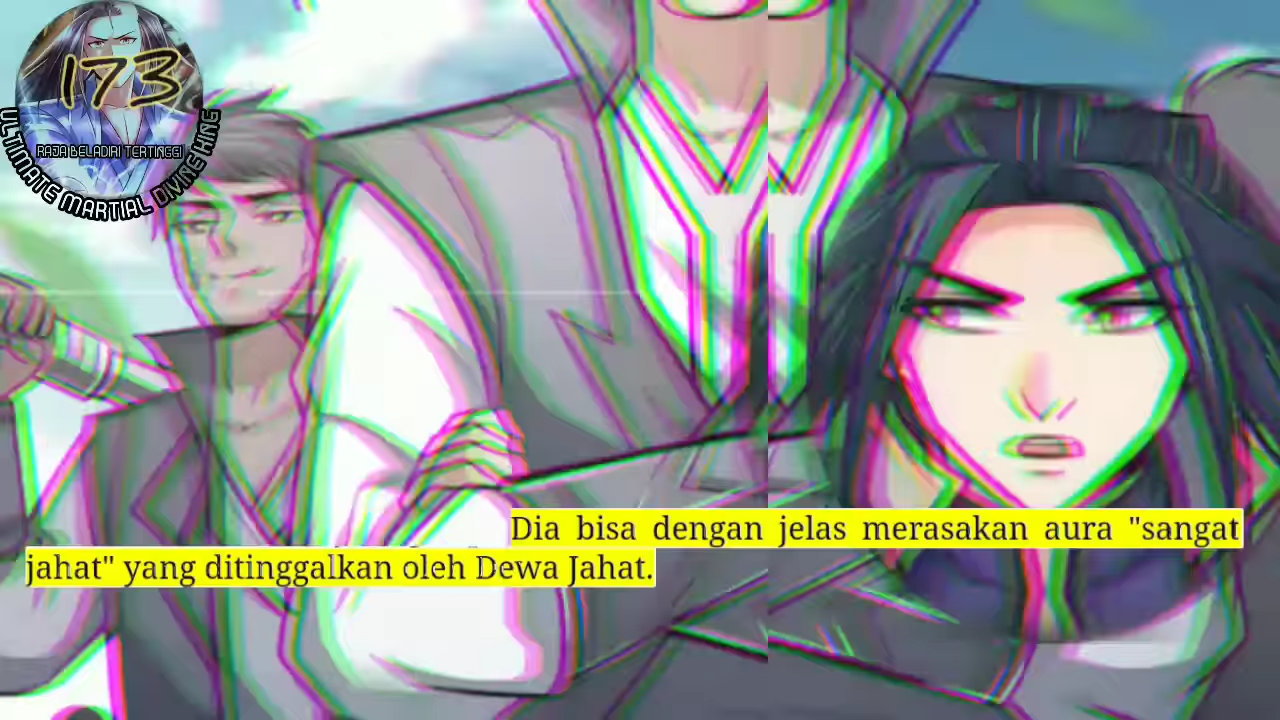 173
RAJA BELADIRI TERTINGGI
ULTIMATE MARTIAL DIVINE KING
Dia bisa dengan jelas merasakan aura "sangat
jahat" yang ditinggalkan oleh Dewa Jahat.